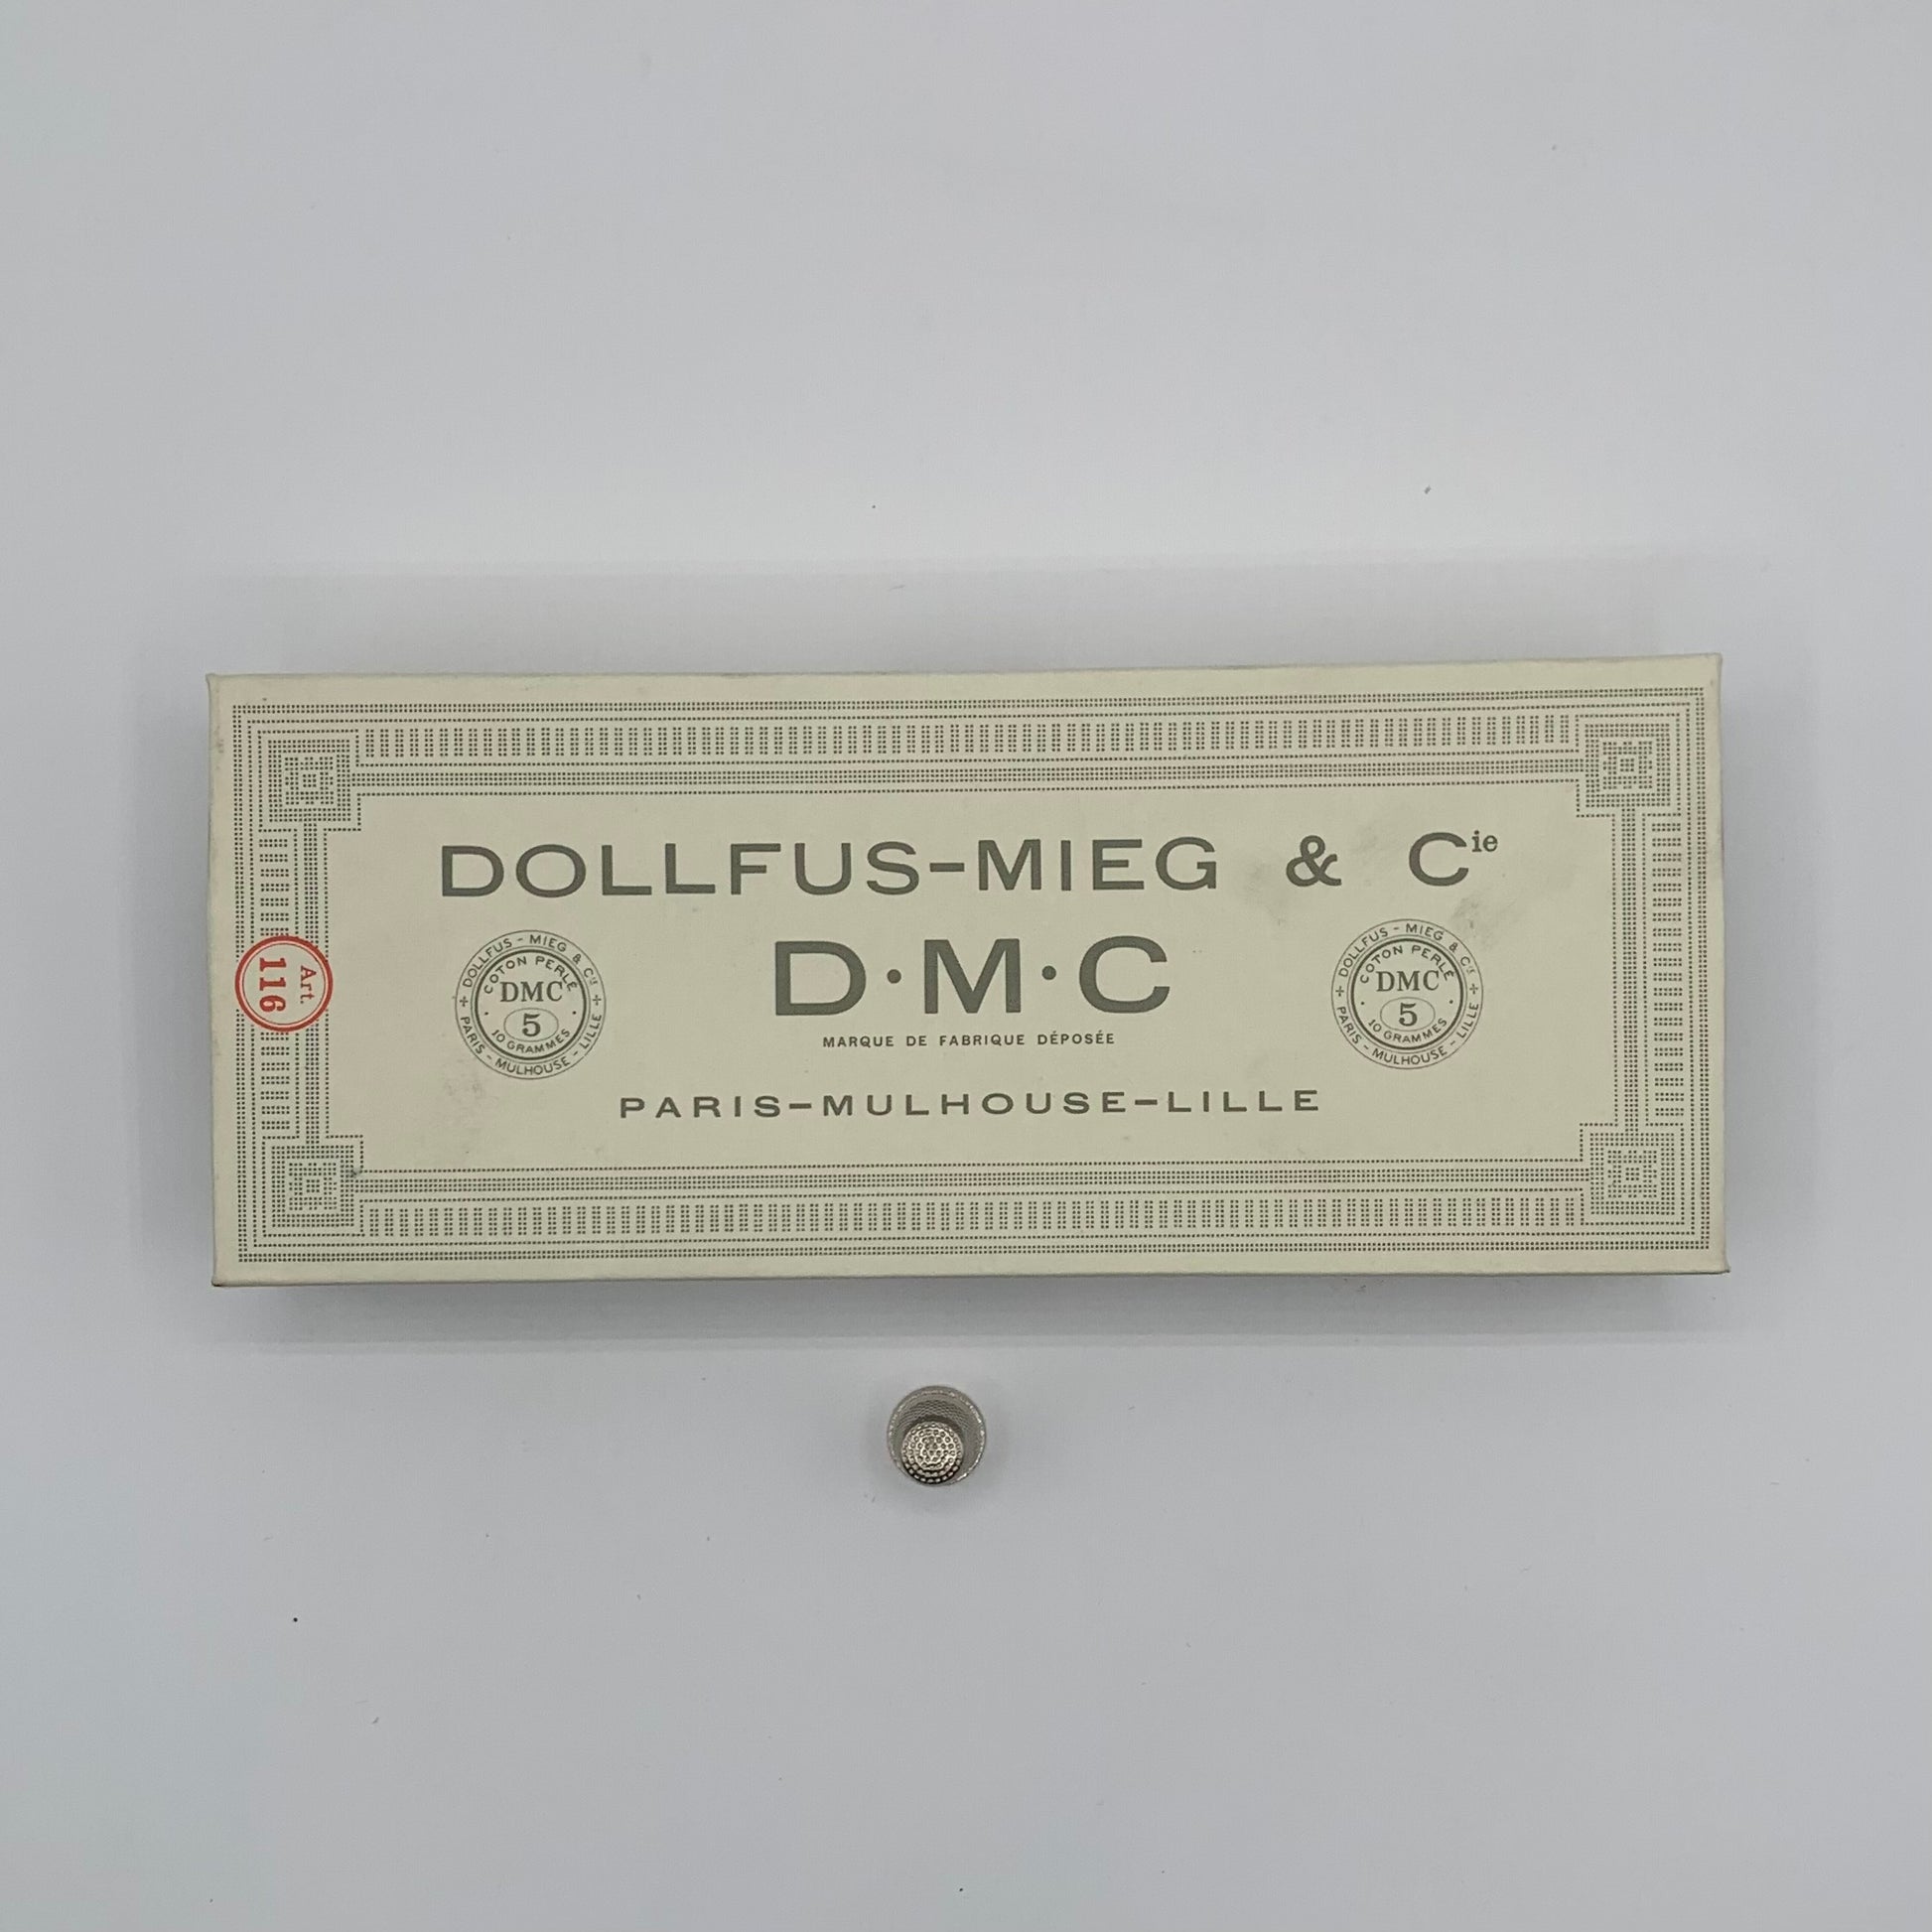 DOLLFUS-MIEG & Cie
D·M·C
MARQUE DE FABRIQUE DÉPOSÉE
PARIS-MULHOUSE-LILLE
Art.
116
DOLLFUS - MIEG & Cie
COTON PERLÉ
DMC
5
10 GRAMMES
PARIS - MULHOUSE - LILLE
DOLLFUS - MIEG & Cie
COTON PERLÉ
DMC
5
10 GRAMMES
PARIS - MULHOUSE - LILLE